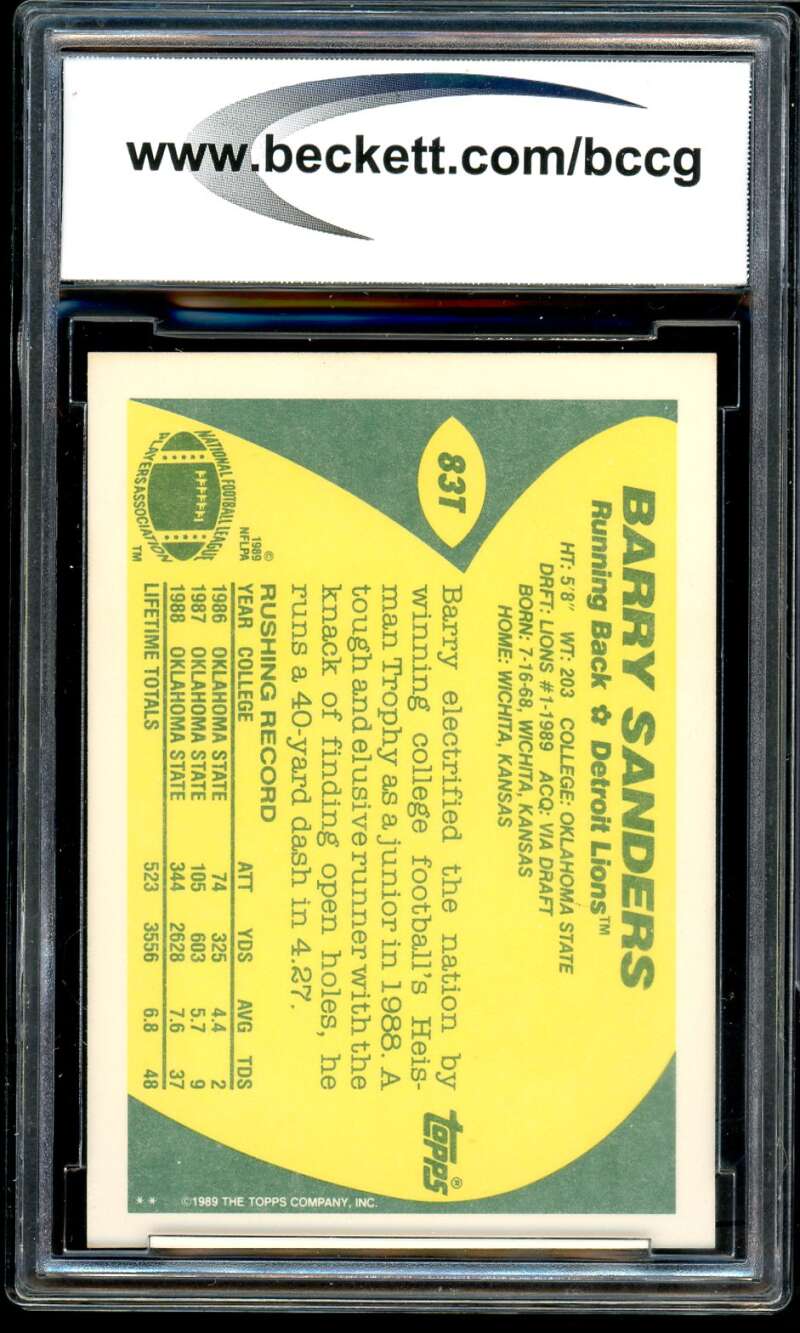 www.beckett.com/bccg
83T
BARRY SANDERS
Running Back ✿ Detroit Lions™
HT: 5'8" WT: 203 COLLEGE: OKLAHOMA STATE
DRFT: LIONS #1-1989 ACQ: VIA DRAFT
BORN: 7-16-68, WICHITA, KANSAS
HOME: WICHITA, KANSAS
Barry electrified the nation by
winning college football's Heis-
man Trophy as a junior in 1988. A
tough and elusive runner with the
knack of finding open holes, he
runs a 40-yard dash in 4.27.
topps®
NATIONAL FOOTBALL LEAGUE
PLAYERS ASSOCIATION™
©
1989
NFLPA
RUSHING RECORD
YEAR COLLEGE ATT YDS AVG TDS
1986 OKLAHOMA STATE 74 325 4.4 2
1987 OKLAHOMA STATE 105 603 5.7 9
1988 OKLAHOMA STATE 344 2628 7.6 37
LIFETIME TOTALS 523 3556 6.8 48
** ©1989 THE TOPPS COMPANY, INC.